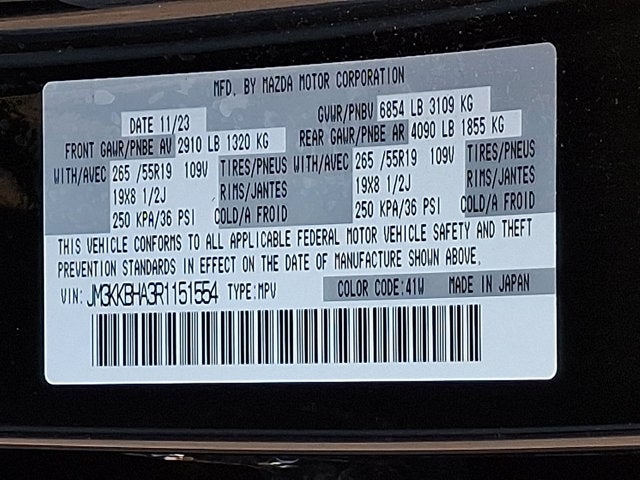 MFD. BY MAZDA MOTOR CORPORATION
DATE 11/23 GVWR/PNBV 6854 LB 3109 KG
FRONT GAWR/PNBE AV 2910 LB 1320 KG REAR GAWR/PNBE AR 4090 LB 1855 KG
WITH/AVEC 265 /55R19 109V TIRES/PNEUS WITH/AVEC 265 /55R19 109V TIRES/PNEUS
19X8 1/2J RIMS/JANTES 19X8 1/2J RIMS/JANTES
250 KPA/36 PSI COLD/A FROID 250 KPA/36 PSI COLD/A FROID
THIS VEHICLE CONFORMS TO ALL APPLICABLE FEDERAL MOTOR VEHICLE SAFETY AND THEFT
PREVENTION STANDARDS IN EFFECT ON THE DATE OF MANUFACTURE SHOWN ABOVE.
VIN: JM3KKBHA3R1151554 TYPE:MPV COLOR CODE:41W MADE IN JAPAN